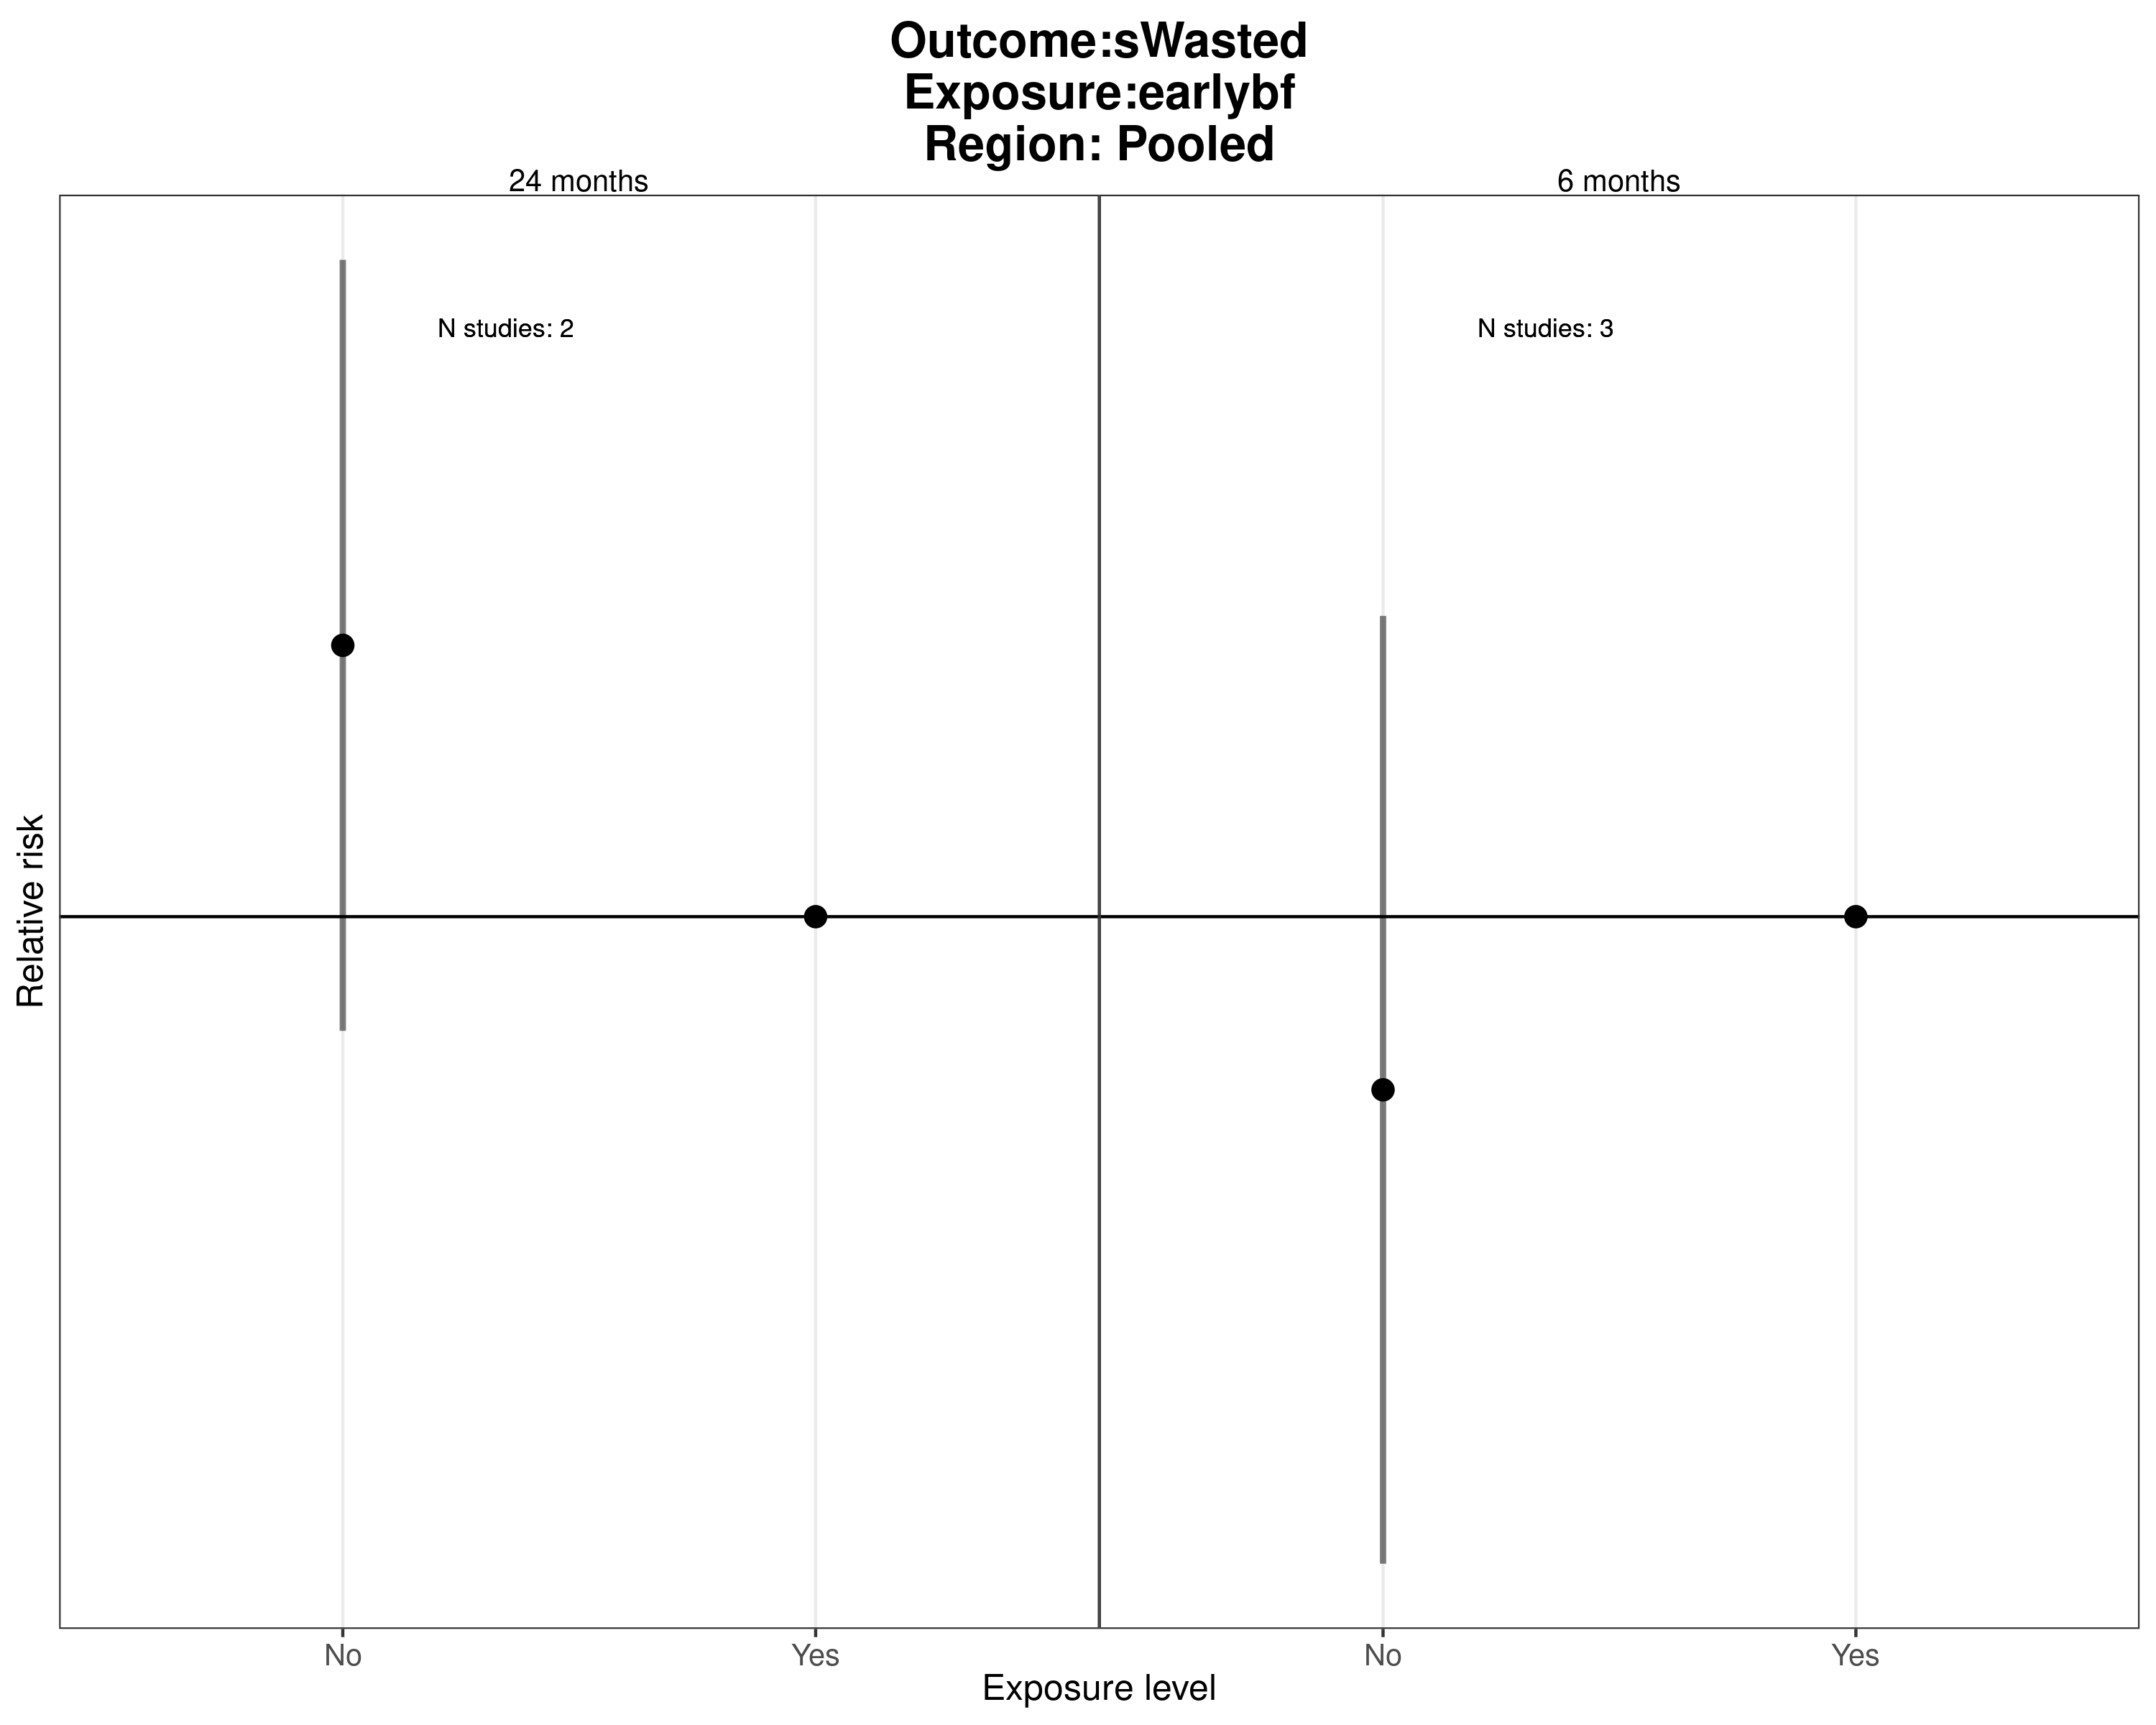 Outcome:sWasted
Exposure:earlybf
Region: Pooled
24 months
6 months
N studies: 2
N studies: 3
Relative risk
No
Yes
No
Yes
Exposure level